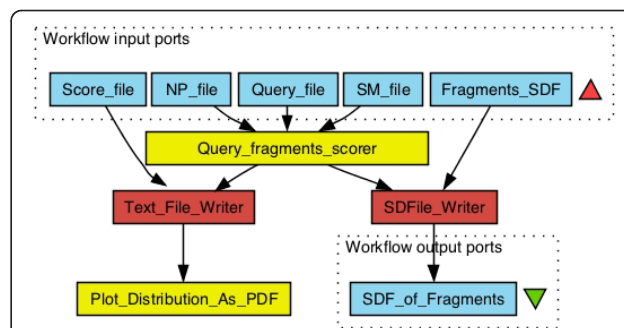 Workflow input ports
Score_file
NP_file
Query_file
SM_file
Fragments_SDF
Query_fragments_scorer
Text_File_Writer
SDFile_Writer
Workflow output ports
Plot_Distribution_As_PDF
SDF_of_Fragments